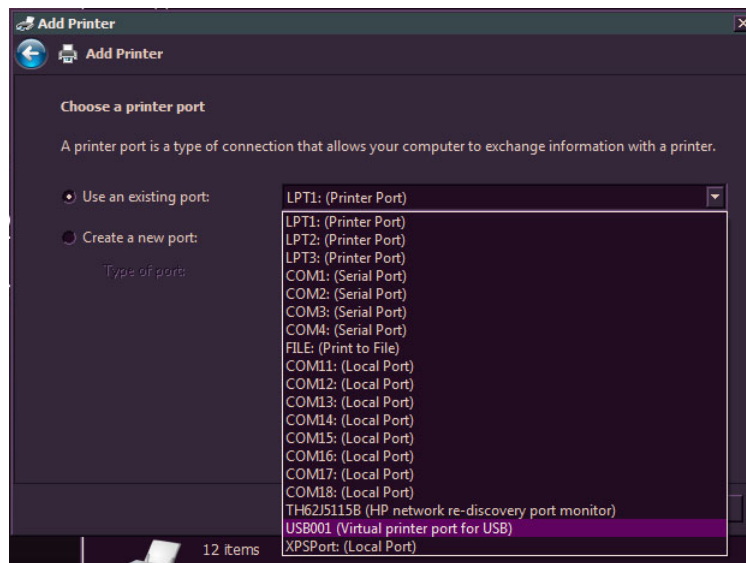 Add Printer
Add Printer
Choose a printer port
A printer port is a type of connection that allows your computer to exchange information with a printer.
Use an existing port:
LPT1: (Printer Port)
Create a new port:
Type of port:
LPT1: (Printer Port)
LPT2: (Printer Port)
LPT3: (Printer Port)
COM1: (Serial Port)
COM2: (Serial Port)
COM3: (Serial Port)
COM4: (Serial Port)
FILE: (Print to File)
COM11: (Local Port)
COM12: (Local Port)
COM13: (Local Port)
COM14: (Local Port)
COM15: (Local Port)
COM16: (Local Port)
COM17: (Local Port)
COM18: (Local Port)
TH62J5115B (HP network re-discovery port monitor)
USB001 (Virtual printer port for USB)
XPSPort: (Local Port)
12 items